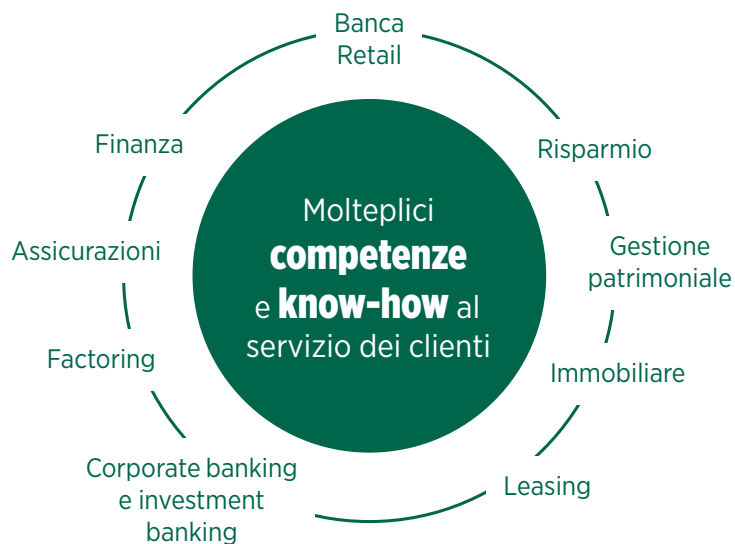 Banca
Retail
Finanza
Risparmio
Assicurazioni
Gestione
patrimoniale
Factoring
Immobiliare
Corporate banking
e investment
banking
Leasing
Molteplici
competenze
e know-how al
servizio dei clienti